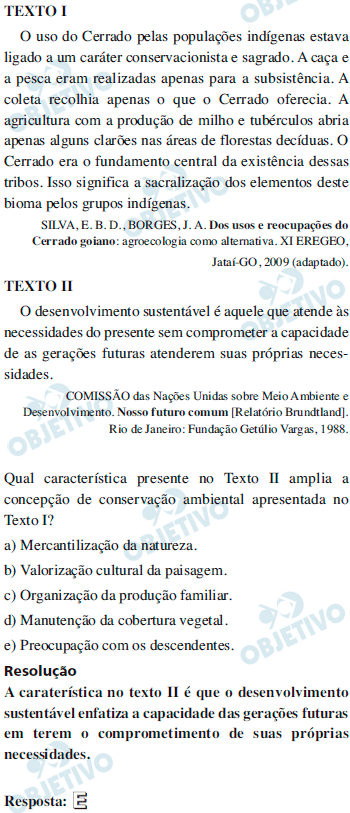 TEXTO I
O uso do Cerrado pelas populações indígenas estava
ligado a um caráter conservacionista e sagrado. A caça e
a pesca eram realizadas apenas para a subsistência. A
coleta recolhia apenas o que o Cerrado oferecia. A
agricultura com a produção de milho e tubérculos abria
apenas alguns clarões nas áreas de florestas decíduas. O
Cerrado era o fundamento central da existência dessas
tribos. Isso significa a sacralização dos elementos deste
bioma pelos grupos indígenas.
SILVA, E. B. D., BORGES, J. A. Dos usos e reocupações do
Cerrado goiano: agroecologia como alternativa. XI EREGEO,
Jataí-GO, 2009 (adaptado).
TEXTO II
O desenvolvimento sustentável é aquele que atende às
necessidades do presente sem comprometer a capacidade
de as gerações futuras atenderem suas próprias neces-
sidades.
COMISSÃO das Nações Unidas sobre Meio Ambiente e
Desenvolvimento. Nosso futuro comum [Relatório Brundtland].
Rio de Janeiro: Fundação Getúlio Vargas, 1988.
Qual característica presente no Texto II amplia a
concepção de conservação ambiental apresentada no
Texto I?
a) Mercantilização da natureza.
b) Valorização cultural da paisagem.
c) Organização da produção familiar.
d) Manutenção da cobertura vegetal.
e) Preocupação com os descendentes.
Resolução
A caraterística no texto II é que o desenvolvimento
sustentável enfatiza a capacidade das gerações futuras
em terem o comprometimento de suas próprias
necessidades.
Resposta: E
OBJETIVO
OBJETIVO
OBJETIVO
OBJETIVO
OBJETIVO
OBJETIVO
OBJETIVO
OBJETIVO